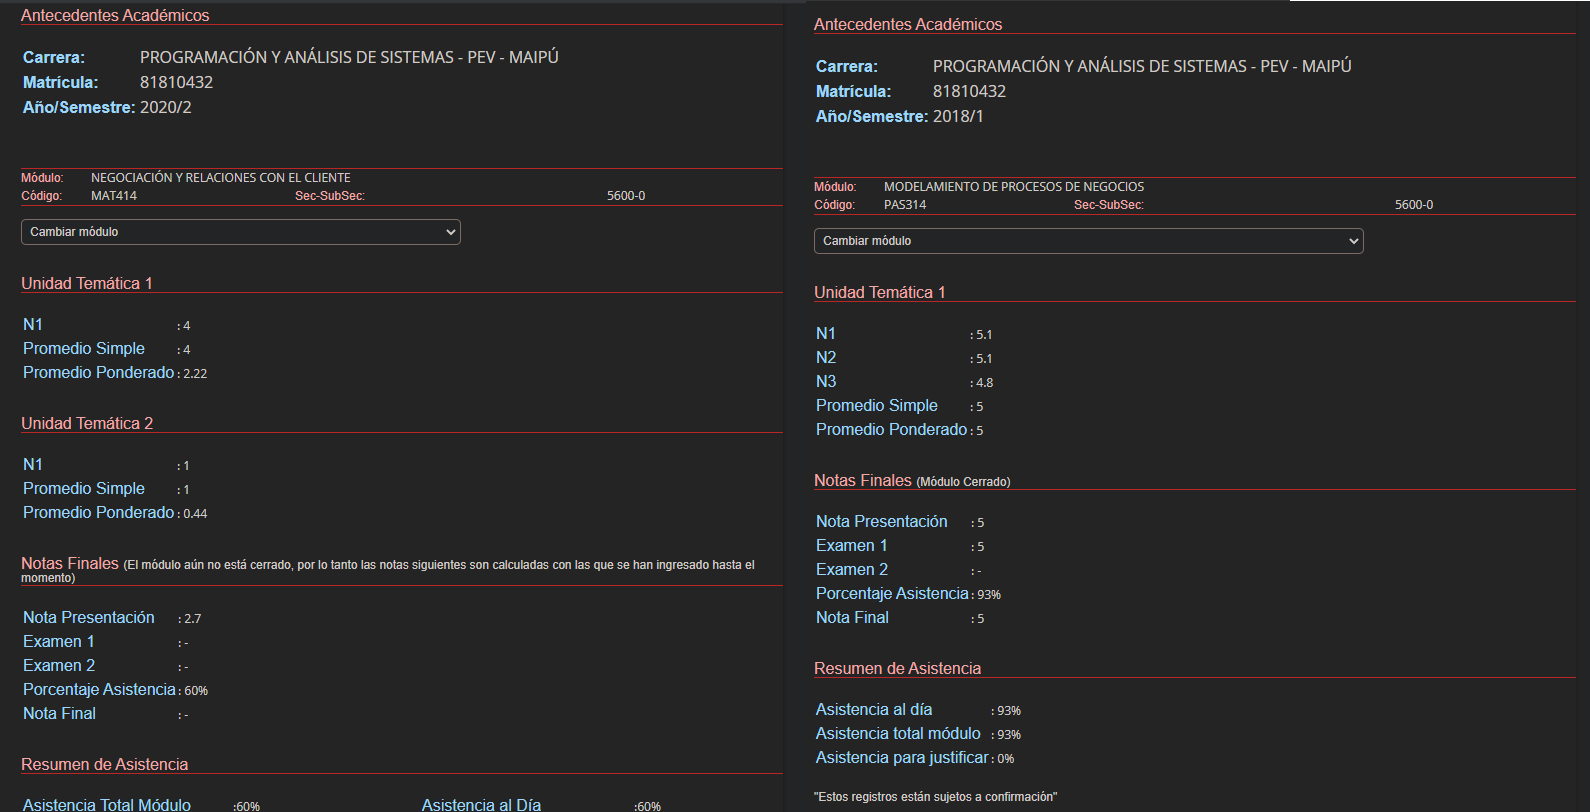 Antecedentes Académicos
Carrera: PROGRAMACIÓN Y ANÁLISIS DE SISTEMAS - PEV - MAIPÚ
Matrícula: 81810432
Año/Semestre: 2020/2
Módulo: NEGOCIACIÓN Y RELACIONES CON EL CLIENTE
Código: MAT414 Sec-SubSec: 5600-0
Cambiar módulo
Unidad Temática 1
N1 : 4
Promedio Simple : 4
Promedio Ponderado : 2.22
Unidad Temática 2
N1 : 1
Promedio Simple : 1
Promedio Ponderado : 0.44
Notas Finales (El módulo aún no está cerrado, por lo tanto las notas siguientes son calculadas con las que se han ingresado hasta el
momento)
Nota Presentación : 2.7
Examen 1 : -
Examen 2 : -
Porcentaje Asistencia : 60%
Nota Final : -
Resumen de Asistencia
Asistencia Total Módulo :60% Asistencia al Día :60%
Antecedentes Académicos
Carrera: PROGRAMACIÓN Y ANÁLISIS DE SISTEMAS - PEV - MAIPÚ
Matrícula: 81810432
Año/Semestre: 2018/1
Módulo: MODELAMIENTO DE PROCESOS DE NEGOCIOS
Código: PAS314 Sec-SubSec: 5600-0
Cambiar módulo
Unidad Temática 1
N1 : 5.1
N2 : 5.1
N3 : 4.8
Promedio Simple : 5
Promedio Ponderado : 5
Notas Finales (Módulo Cerrado)
Nota Presentación : 5
Examen 1 : 5
Examen 2 : -
Porcentaje Asistencia : 93%
Nota Final : 5
Resumen de Asistencia
Asistencia al día : 93%
Asistencia total módulo : 93%
Asistencia para justificar : 0%
"Estos registros están sujetos a confirmación"